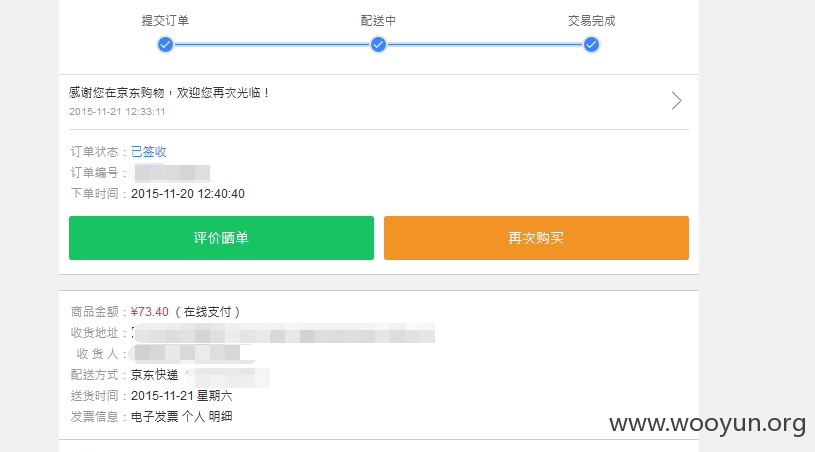 提交订单 配送中 交易完成
感谢您在京东购物，欢迎您再次光临！
2015-11-21 12:33:11
订单状态：已签收
订单编号：
下单时间：2015-11-20 12:40:40
评价晒单 再次购买
商品金额：¥73.40 （在线支付）
收货地址：
收 货 人：
配送方式：京东快递
送货时间：2015-11-21 星期六
发票信息：电子发票 个人 明细
www.wooyun.org